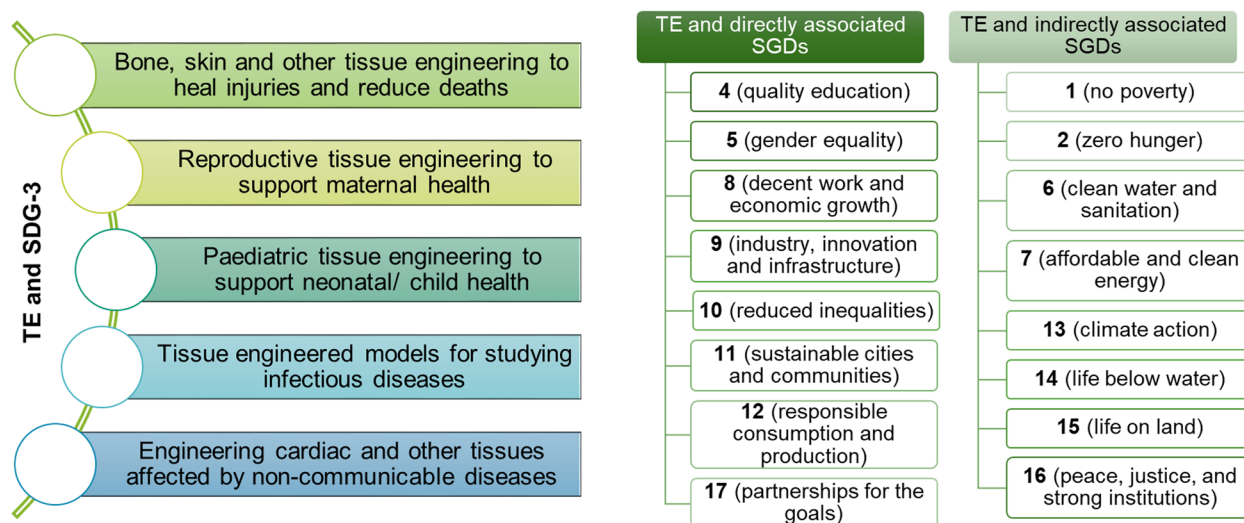 TE and SDG-3
Bone, skin and other tissue engineering to
heal injuries and reduce deaths
Reproductive tissue engineering to
support maternal health
Paediatric tissue engineering to
support neonatal/ child health
Tissue engineered models for studying
infectious diseases
Engineering cardiac and other tissues
affected by non-communicable diseases
TE and directly associated
SGDs
4 (quality education)
5 (gender equality)
8 (decent work and
economic growth)
9 (industry, innovation
and infrastructure)
10 (reduced inequalities)
11 (sustainable cities
and communities)
12 (responsible
consumption and
production)
17 (partnerships for the
goals)
TE and indirectly associated
SGDs
1 (no poverty)
2 (zero hunger)
6 (clean water and
sanitation)
7 (affordable and clean
energy)
13 (climate action)
14 (life below water)
15 (life on land)
16 (peace, justice, and
strong institutions)